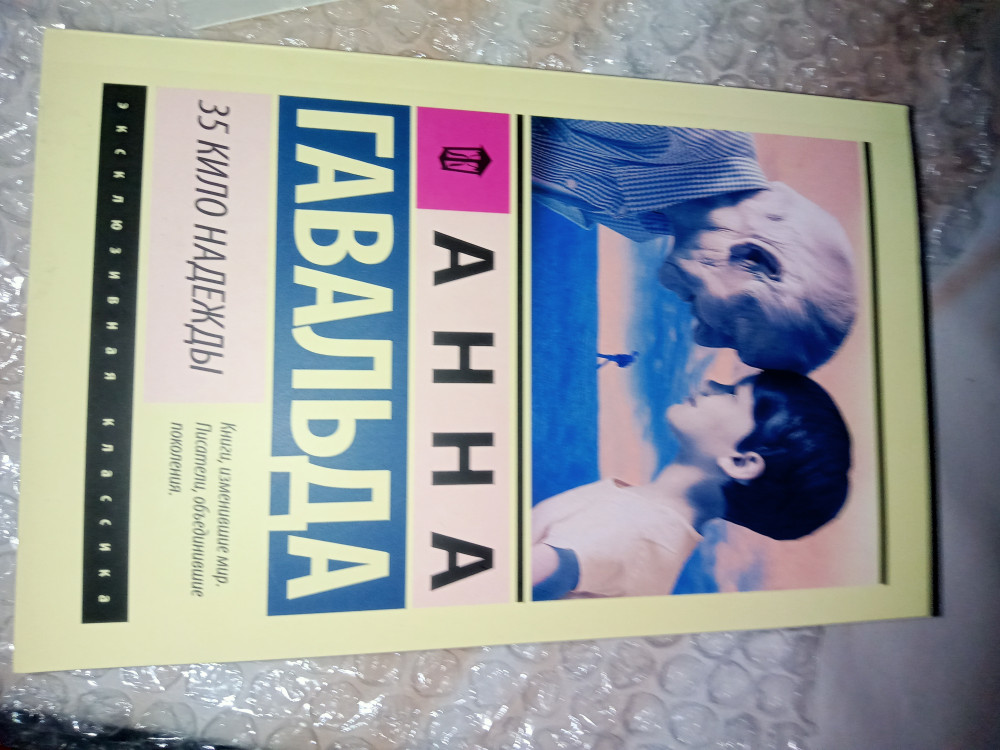 АННА
ГАВАЛЬДА
35 КИЛО НАДЕЖДЫ
Книги, изменившие мир.
Писатели, объединившие
поколения.
ЭКСКЛЮЗИВНАЯ КЛАССИКА